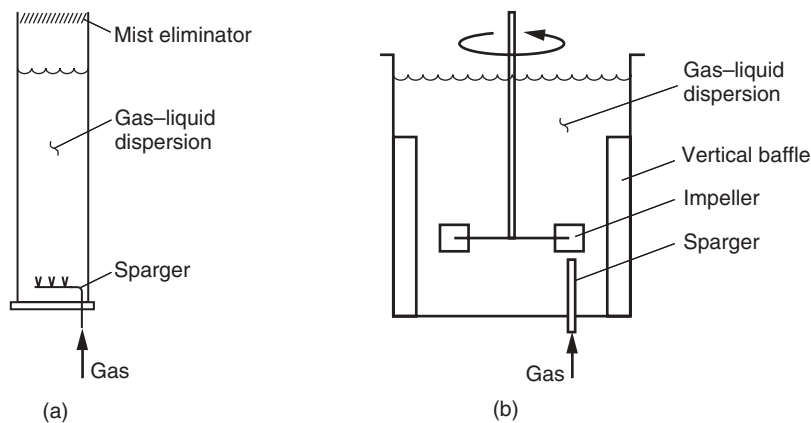 Mist eliminator
Gas–liquid
dispersion
Sparger
Gas
(a)
Gas–liquid
dispersion
Vertical baffle
Impeller
Sparger
Gas
(b)